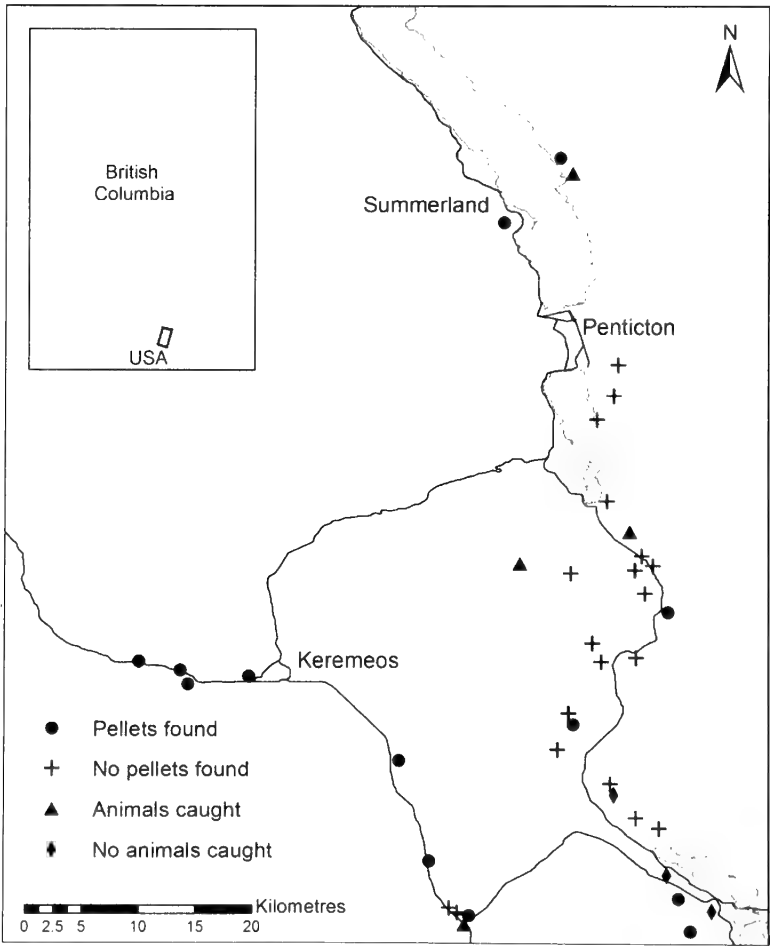 N
British
Columbia
USA
Summerland
Penticton
Keremeos
Pellets found
No pellets found
Animals caught
No animals caught
Kilometres
0 2.5 5 10 15 20